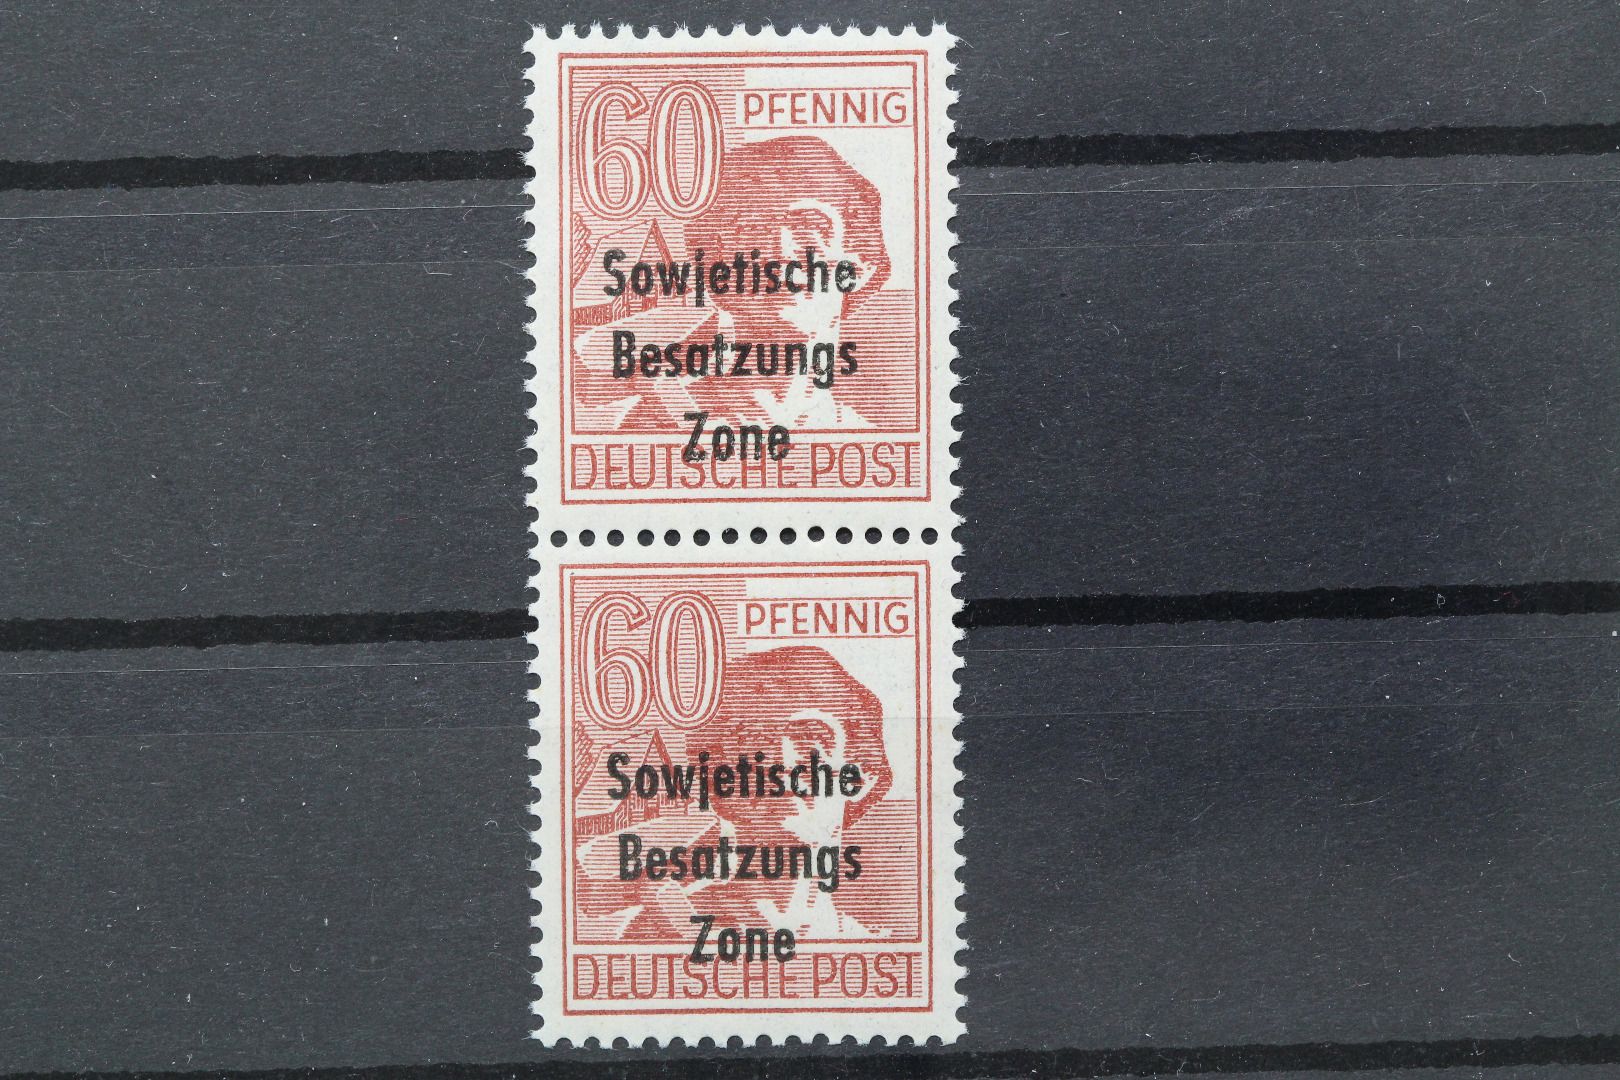 60 PFENNIG
Sowjetische
Besatzungs
Zone
DEUTSCHE POST
60 PFENNIG
Sowjetische
Besatzungs
Zone
DEUTSCHE POST